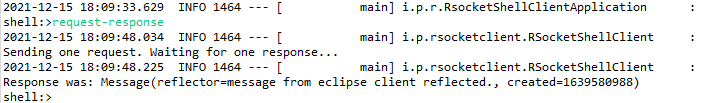 2021-12-15 18:09:33.629  INFO 1464 --- [           main] i.p.r.RsocketShellClientApplication      :
shell:>request-response
2021-12-15 18:09:48.034  INFO 1464 --- [           main] i.p.rsocketshellclient.RSocketShellClient    :
Sending one request. Waiting for one response...
2021-12-15 18:09:48.225  INFO 1464 --- [           main] i.p.rsocketshellclient.RSocketShellClient    :
Response was: Message(reflector=message from eclipse client reflected., created=1639580988)
shell:>